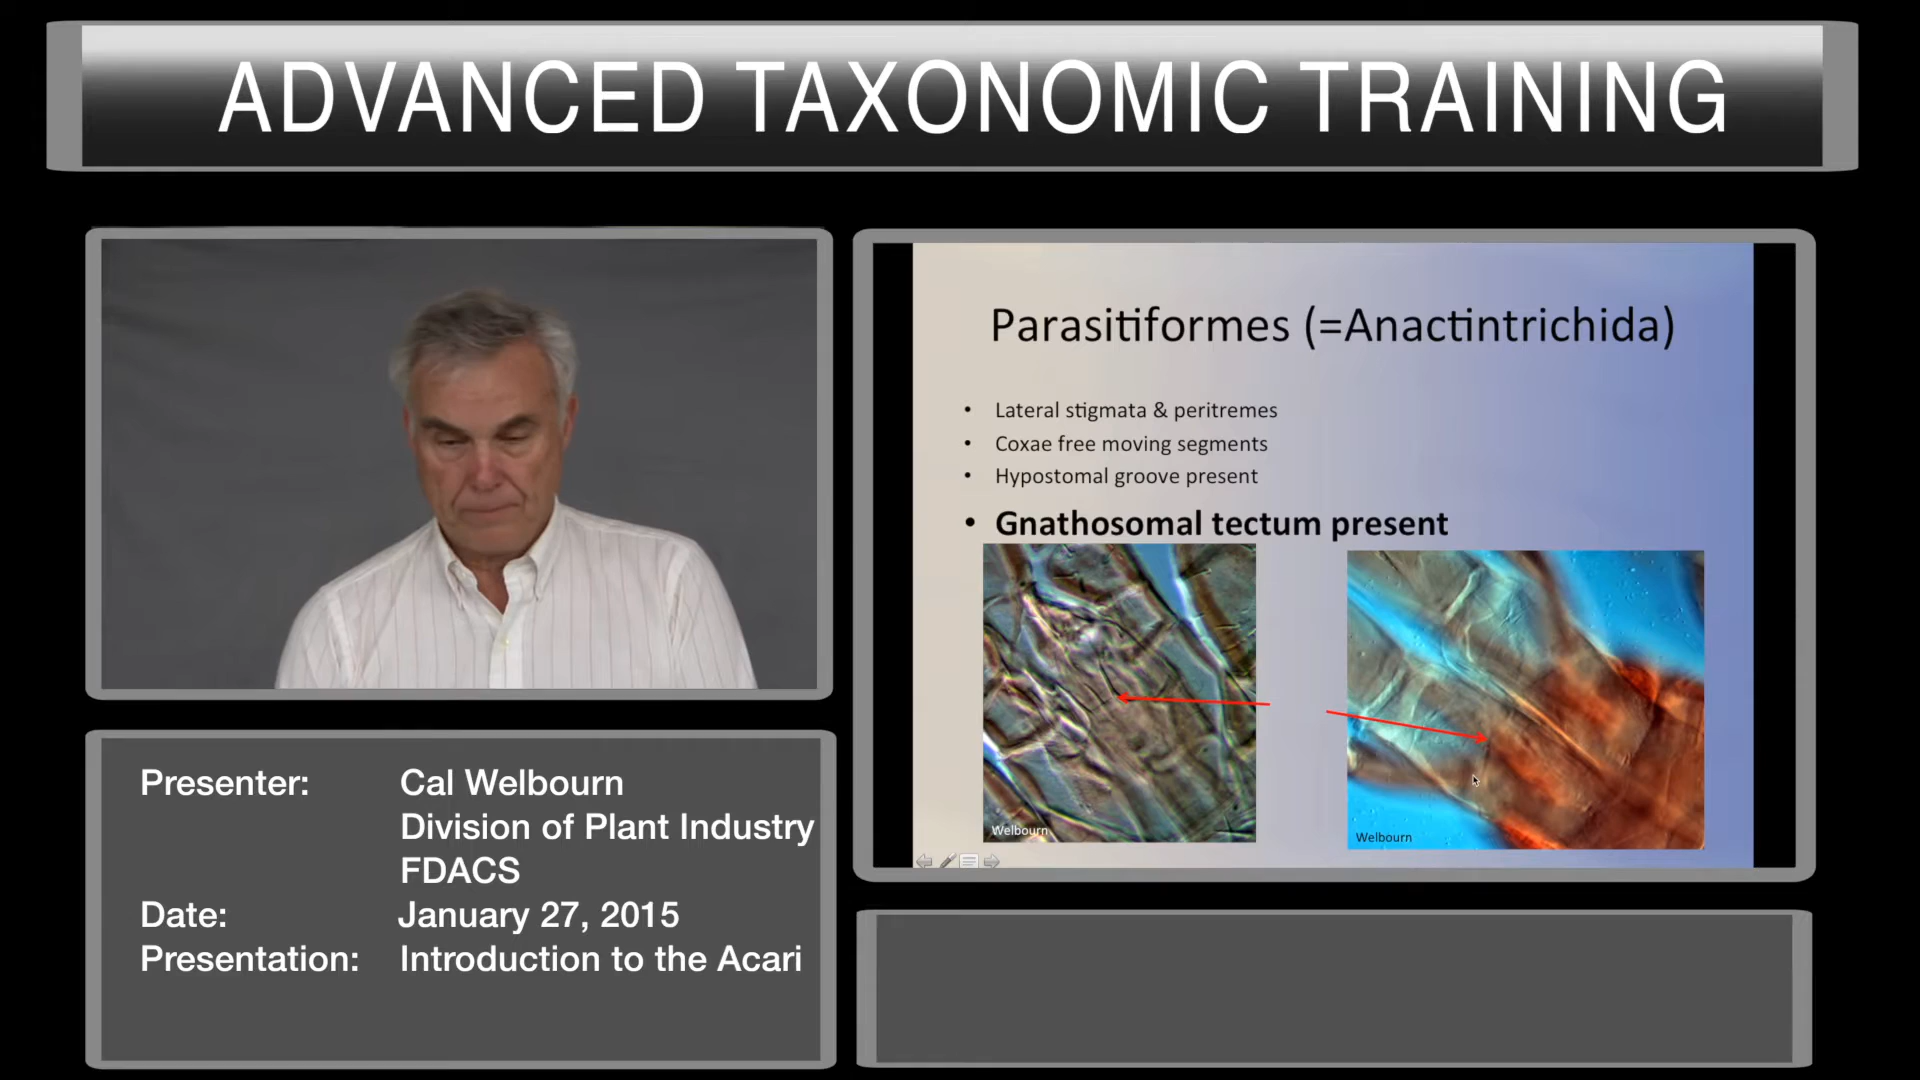 ADVANCED TAXONOMIC TRAINING
Parasitiformes (=Anactintrichida)
• Lateral stigmata & peritremes
• Coxae free moving segments
• Hypostomal groove present
• Gnathosomal tectum present
Welbourn
Welbourn
Presenter: Cal Welbourn
Division of Plant Industry
FDACS
Date: January 27, 2015
Presentation: Introduction to the Acari